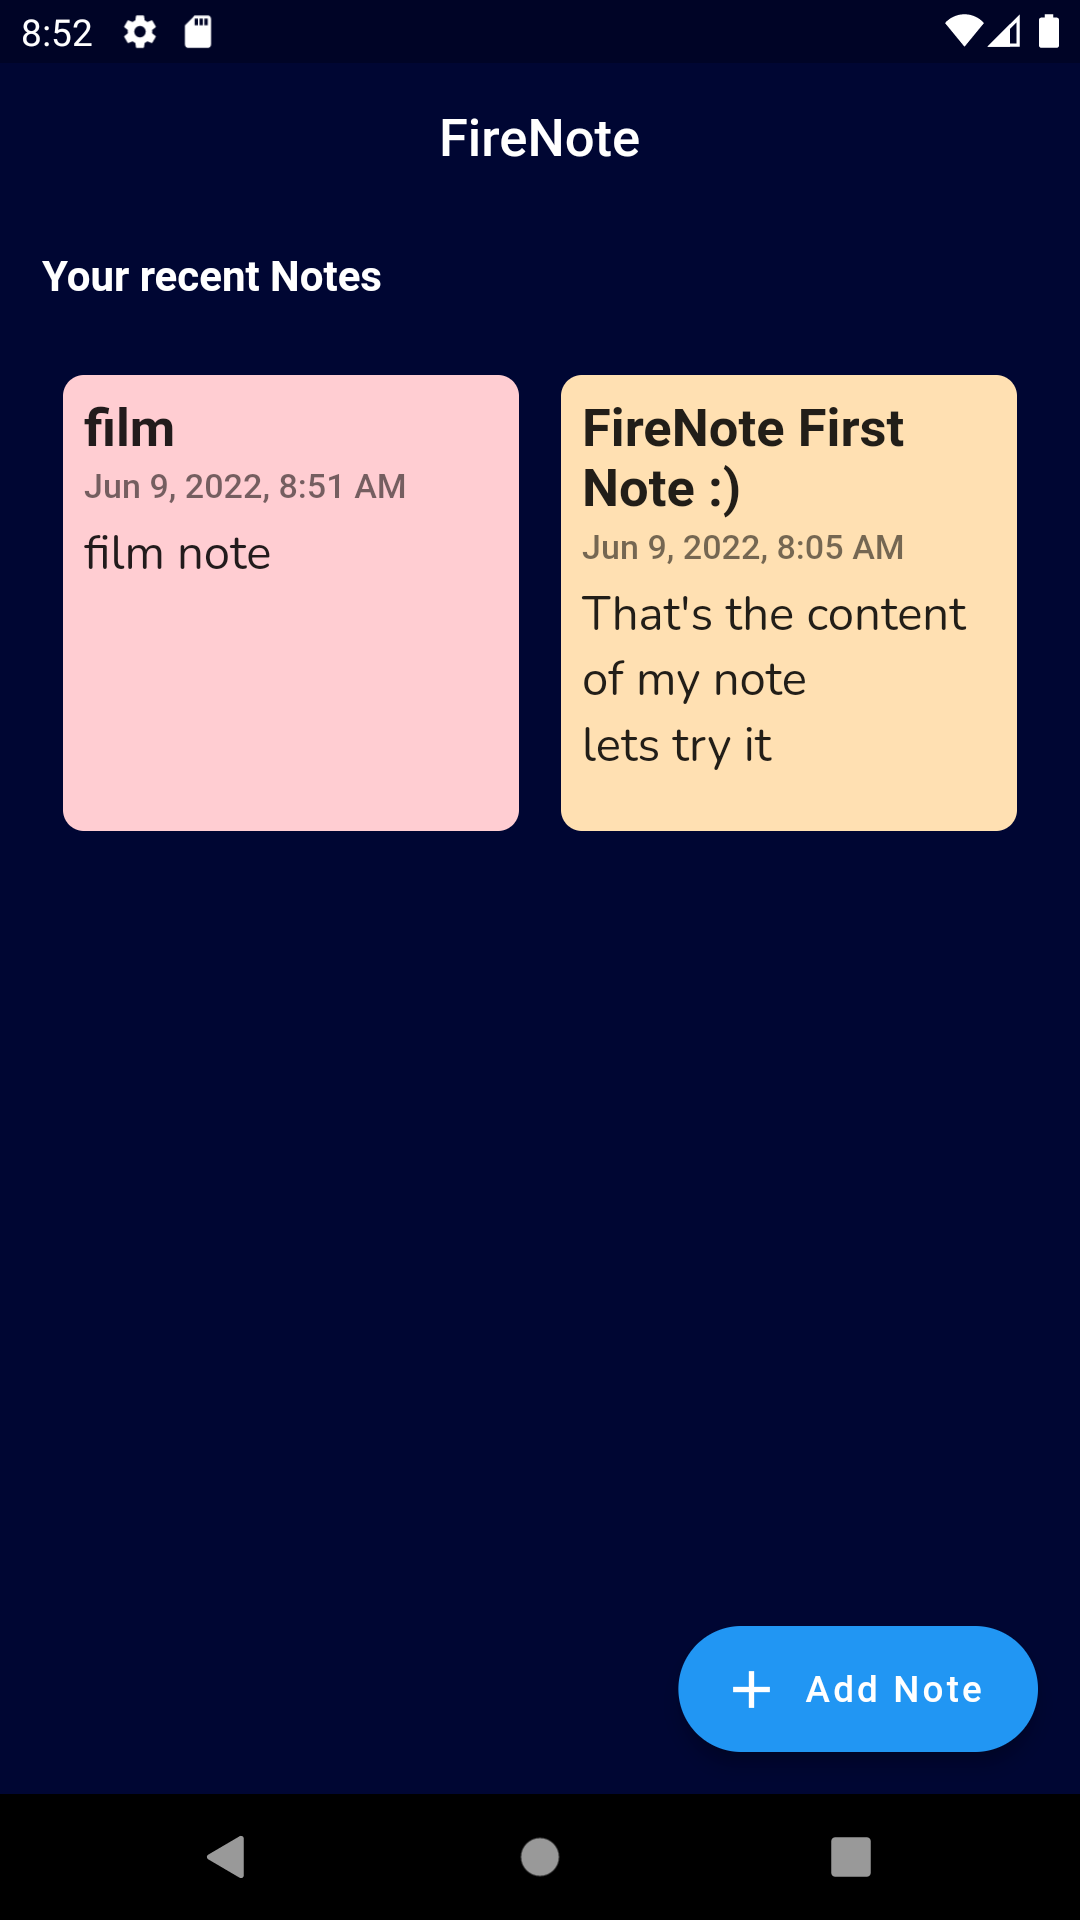 8:52
FireNote
Your recent Notes
film
Jun 9, 2022, 8:51 AM
film note
FireNote First
Note :)
Jun 9, 2022, 8:05 AM
That's the content
of my note
lets try it
Add Note